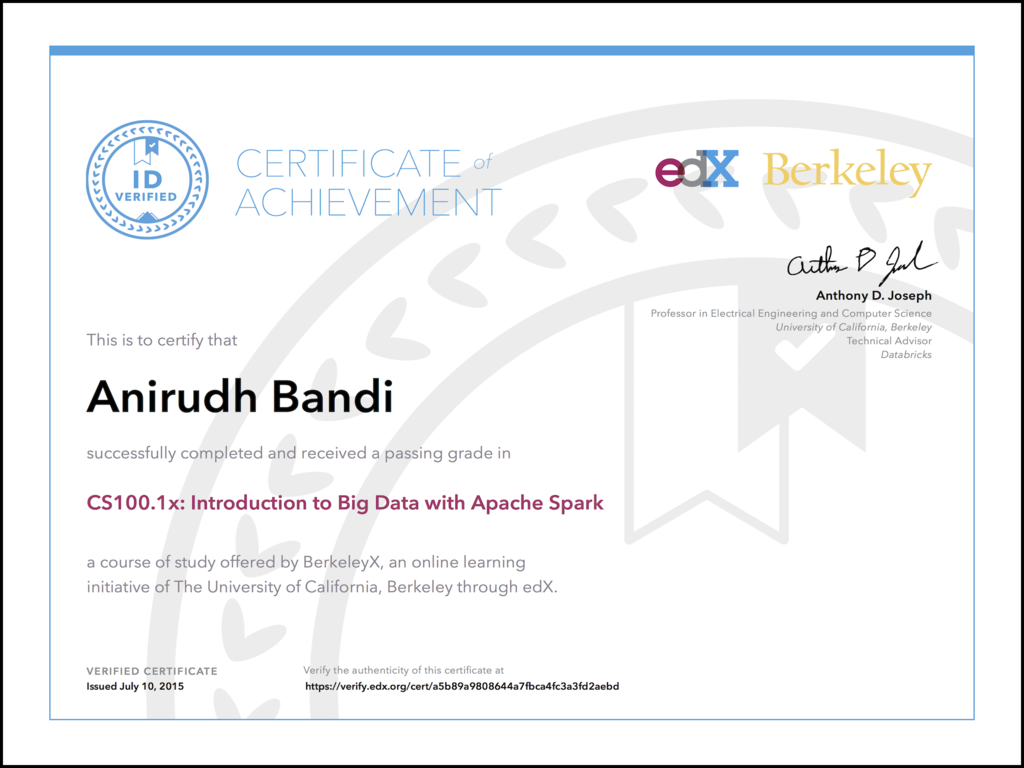 ID
VERIFIED
CERTIFICATE of
ACHIEVEMENT
edX Berkeley
Anthony D. Joseph
Professor in Electrical Engineering and Computer Science
University of California, Berkeley
Technical Advisor
Databricks
This is to certify that
Anirudh Bandi
successfully completed and received a passing grade in
CS100.1x: Introduction to Big Data with Apache Spark
a course of study offered by BerkeleyX, an online learning
initiative of The University of California, Berkeley through edX.
VERIFIED CERTIFICATE
Issued July 10, 2015
Verify the authenticity of this certificate at
https://verify.edx.org/cert/a5b89a9808644a7fbca4fc3a3fd2aebd